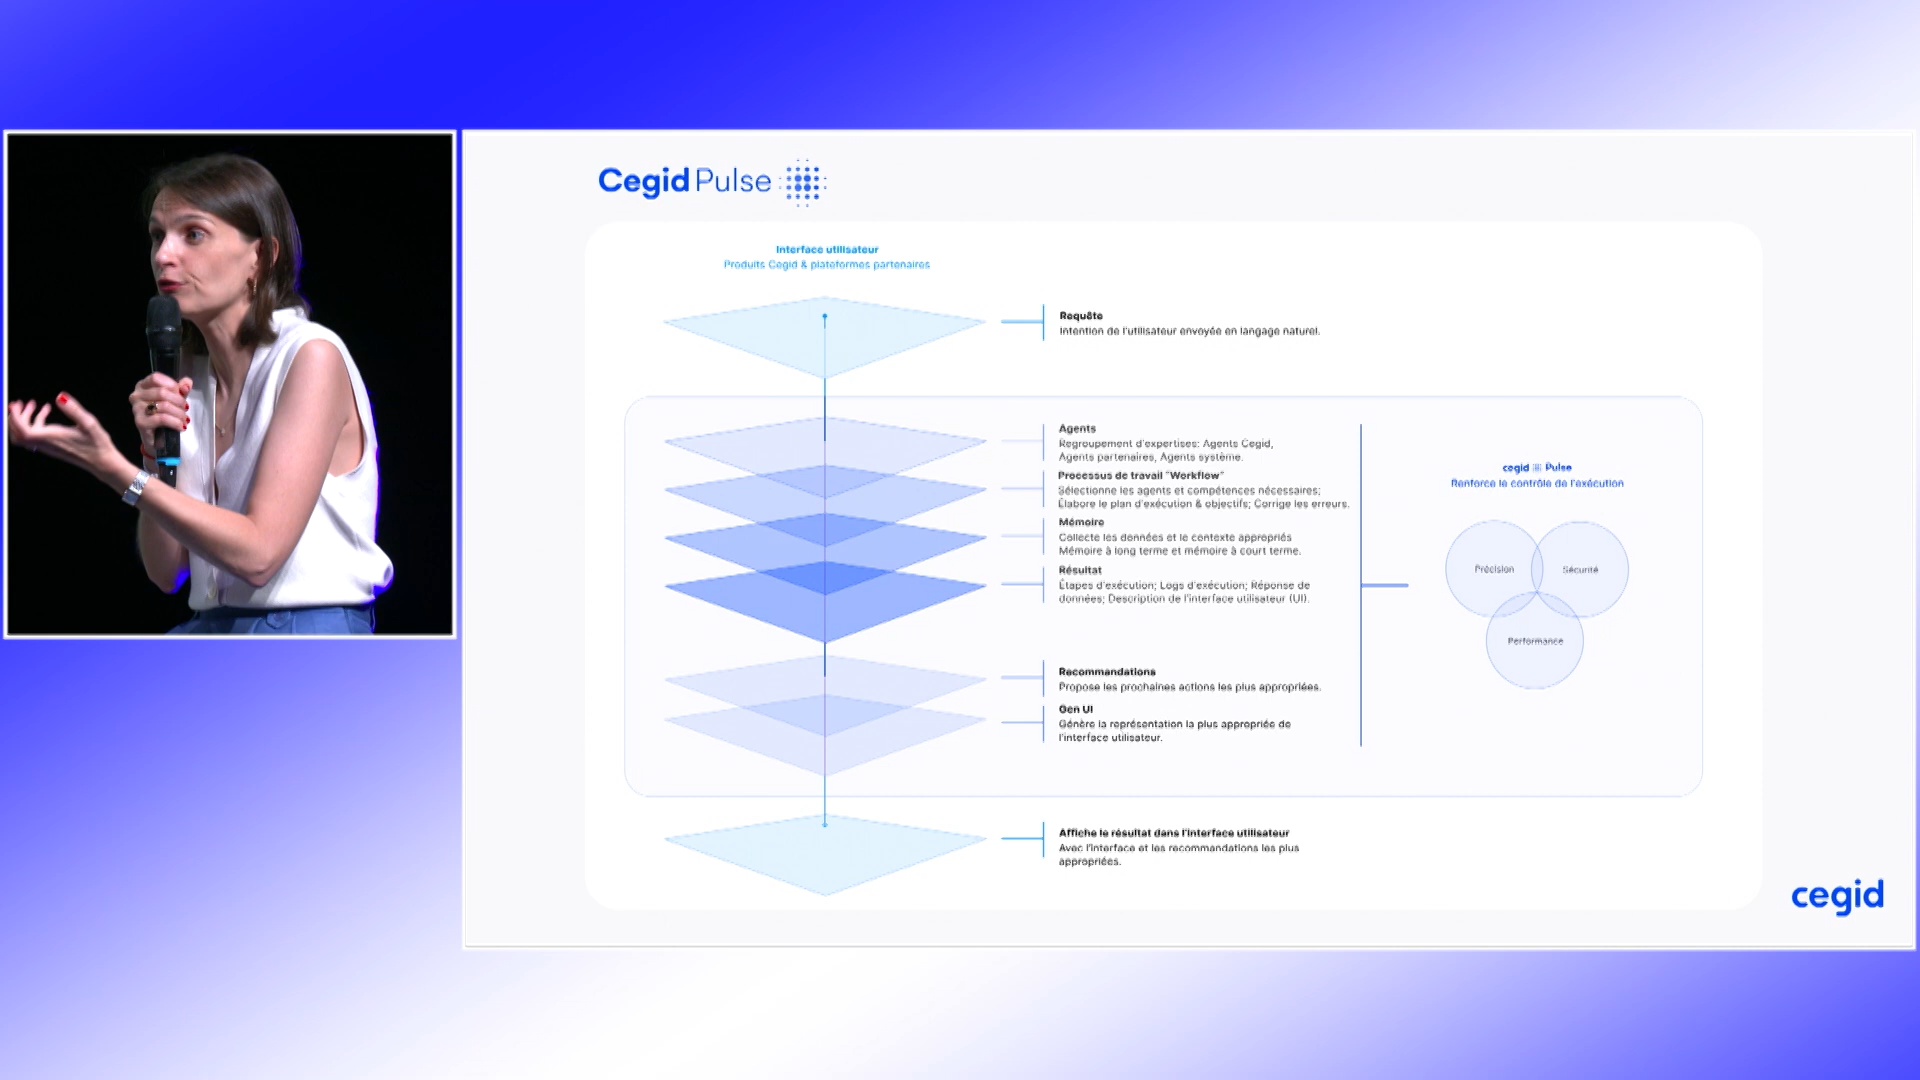 Cegid Pulse
Interface utilisateur
Produits Cegid & plateformes partenaires
Requête
Intention de l'utilisateur envoyée en langage naturel.
Agents
Regroupement d'expertises: Agents Cegid,
Agents partenaires, Agents système.
Processus de travail "Workflow"
Sélectionne les agents et compétences nécessaires;
Élabore le plan d'exécution & objectifs; Corrige les erreurs.
Mémoire
Collecte les données et le contexte appropriés
Mémoire à long terme et mémoire à court terme.
Résultat
Étapes d'exécution; Logs d'exécution; Réponse de
données; Description de l'interface utilisateur (UI).
cegid Pulse
Renforce le contrôle de l'exécution
Précision
Sécurité
Performance
Recommandations
Propose les prochaines actions les plus appropriées.
Gen UI
Génère la représentation la plus appropriée de
l'interface utilisateur.
Affiche le résultat dans l'interface utilisateur
Avec l'interface et les recommandations les plus
appropriées.
cegid